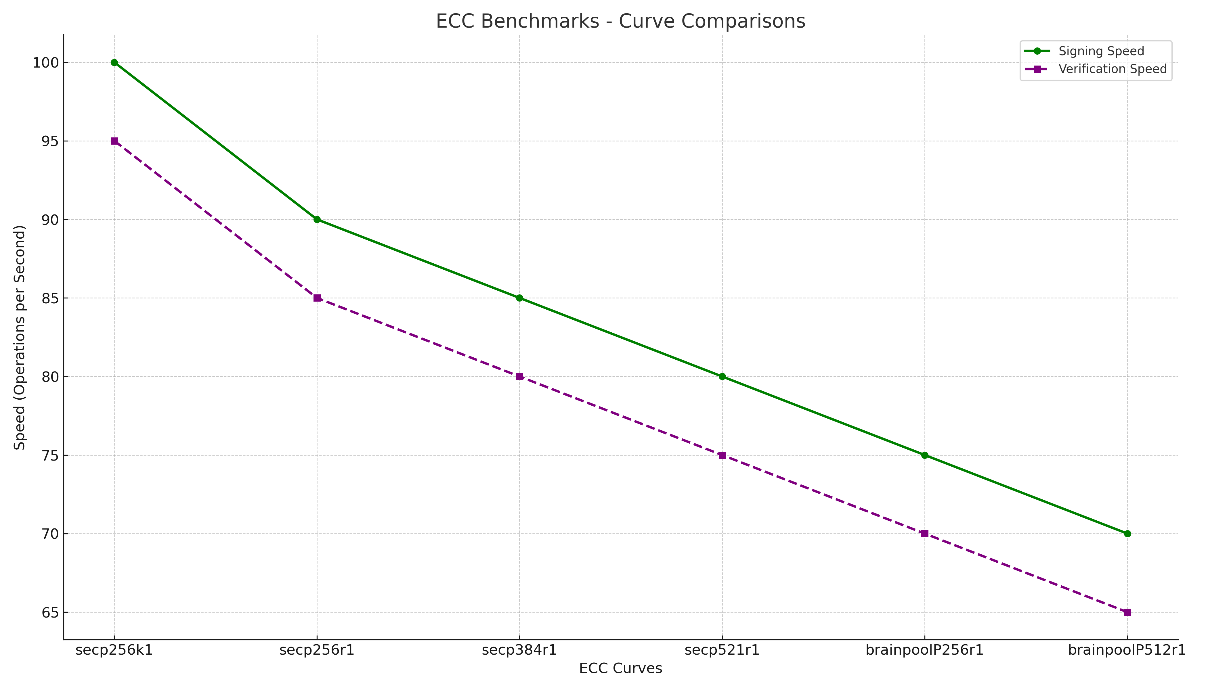 ECC Benchmarks - Curve Comparisons
Signing Speed
Verification Speed
Speed (Operations per Second)
100
95
90
85
80
75
70
65
secp256k1
secp256r1
secp384r1
secp521r1
brainpoolP256r1
brainpoolP512r1
ECC Curves